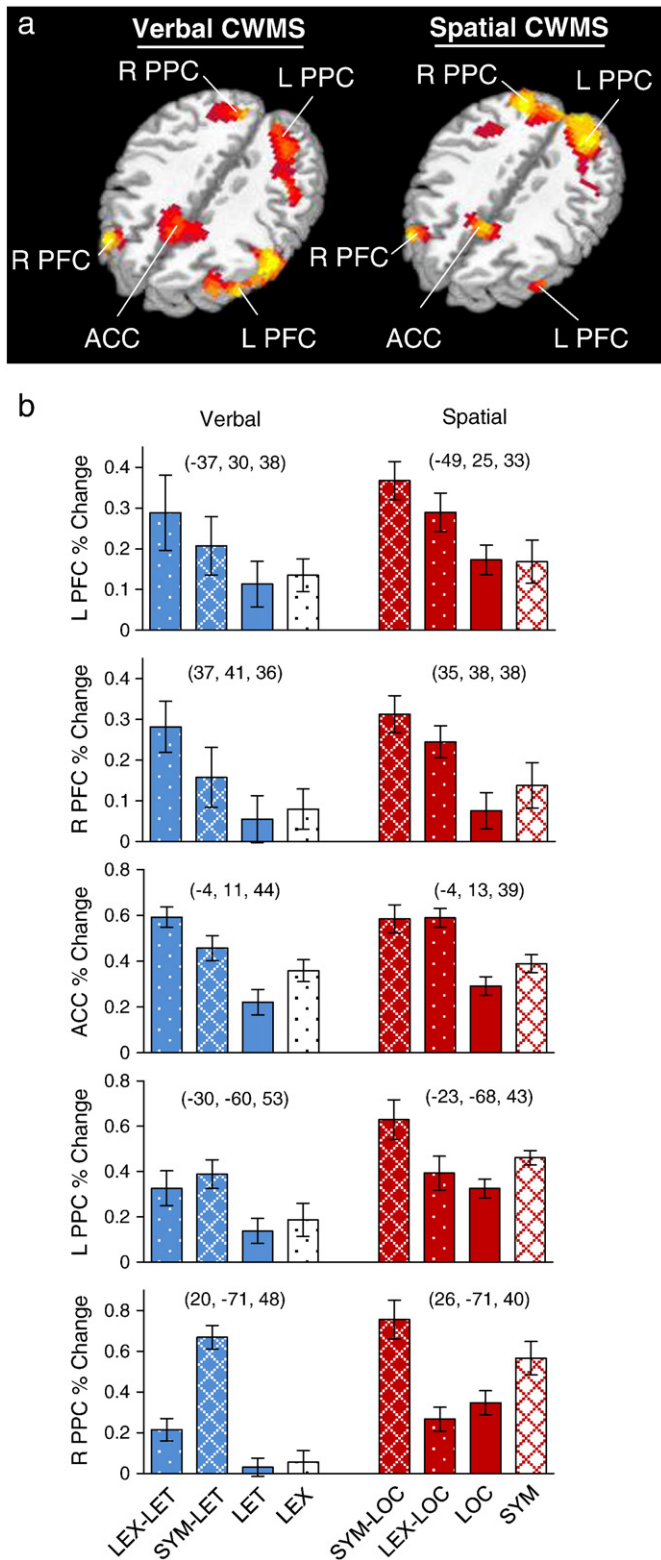 a
Verbal CWMS
Spatial CWMS
R PPC
L PPC
R PPC
L PPC
R PFC
ACC
L PFC
R PFC
ACC
L PFC
b
Verbal
Spatial
L PFC % Change
0.4
0.3
0.2
0.1
0
(-37, 30, 38)
(-49, 25, 33)
R PFC % Change
0.4
0.3
0.2
0.1
0
(37, 41, 36)
(35, 38, 38)
ACC % Change
0.8
0.6
0.4
0.2
0
(-4, 11, 44)
(-4, 13, 39)
L PPC % Change
0.8
0.6
0.4
0.2
0
(-30, -60, 53)
(-23, -68, 43)
R PPC % Change
0.8
0.6
0.4
0.2
0
(20, -71, 48)
(26, -71, 40)
LEX-LET
SYM-LET
LET
LEX
SYM-LOC
LEX-LOC
LOC
SYM